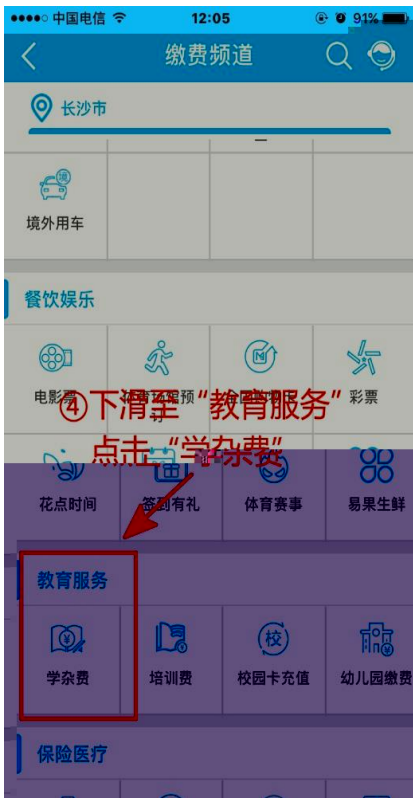 中国电信 12:05 91%
缴费频道
长沙市
境外用车
餐饮娱乐
电影票 彩票
④下滑至“教育服务”
点击“学杂费”
花点时间 签到有礼 体育赛事 易果生鲜
教育服务
学杂费 培训费 校园卡充值 幼儿园缴费
保险医疗